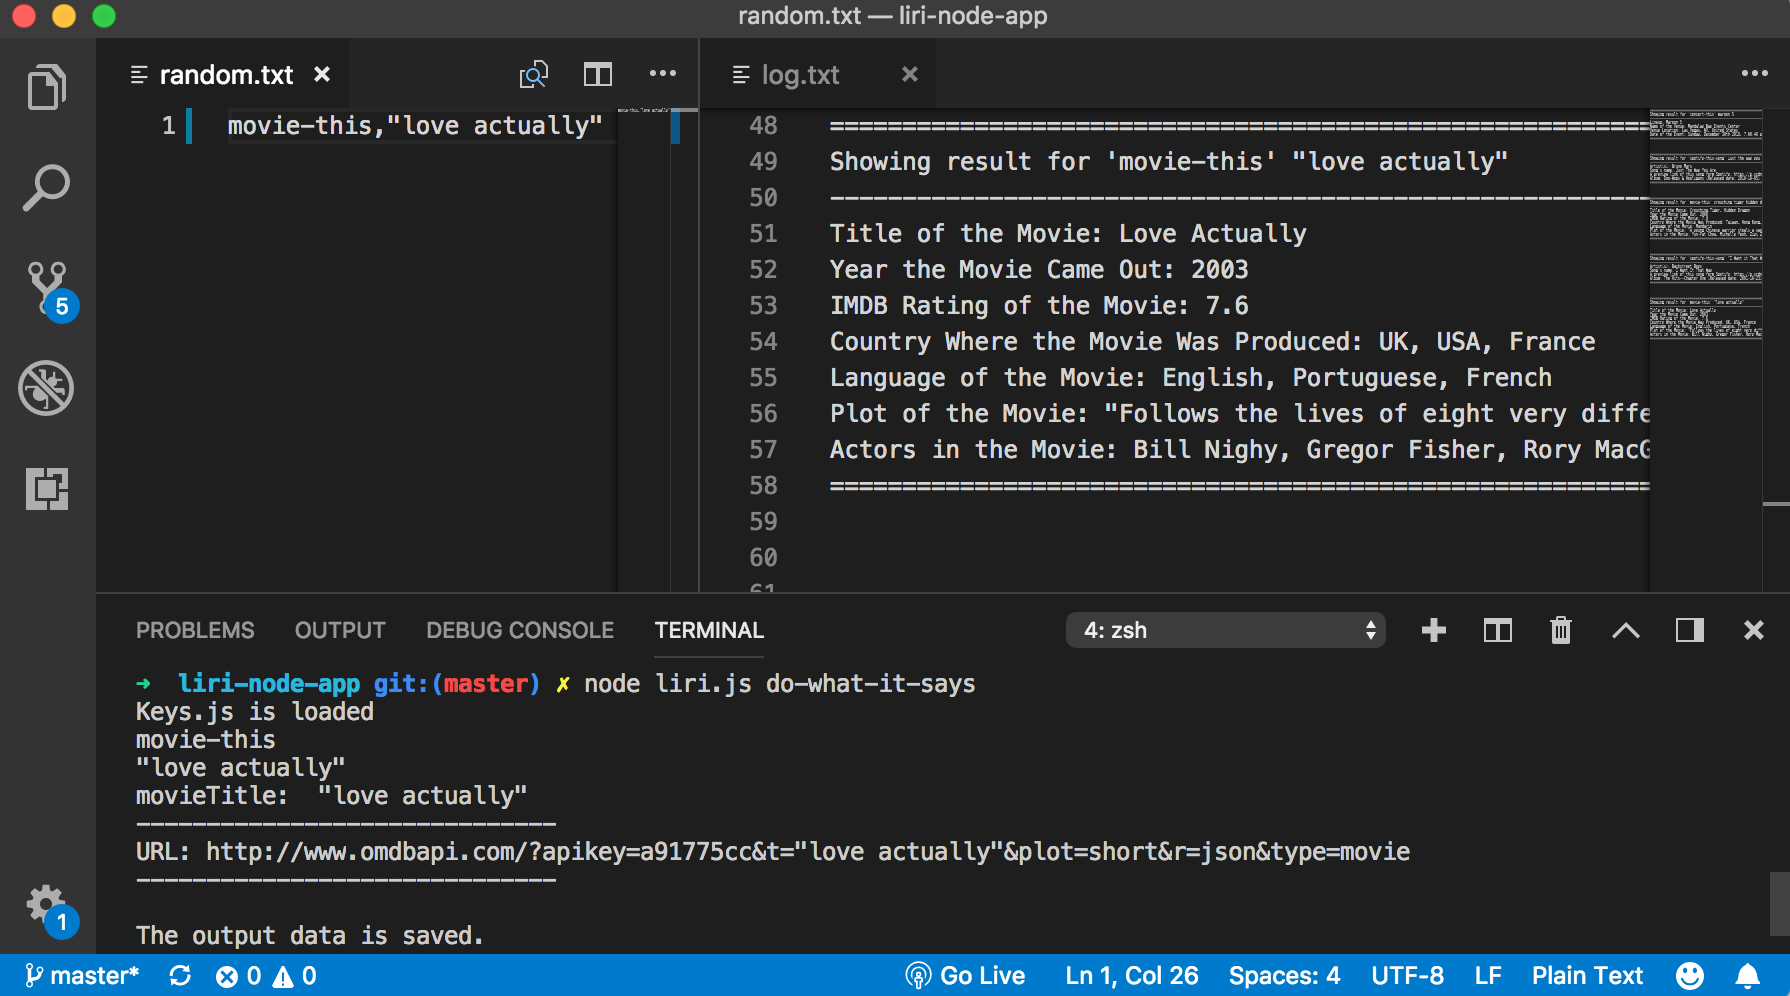 random.txt — liri-node-app
random.txt
log.txt
1 movie-this,"love actually"
48 ==========================================================
49 Showing result for 'movie-this' "love actually"
50 ----------------------------------------------------------
51 Title of the Movie: Love Actually
52 Year the Movie Came Out: 2003
53 IMDB Rating of the Movie: 7.6
54 Country Where the Movie Was Produced: UK, USA, France
55 Language of the Movie: English, Portuguese, French
56 Plot of the Movie: "Follows the lives of eight very diffe
57 Actors in the Movie: Bill Nighy, Gregor Fisher, Rory MacG
58 ==========================================================
59
60
61
5
1
PROBLEMS OUTPUT DEBUG CONSOLE TERMINAL 4: zsh
➜ liri-node-app git:(master) ✗ node liri.js do-what-it-says
Keys.js is loaded
movie-this
"love actually"
movieTitle:  "love actually"
------------------------------
URL: http://www.omdbapi.com/?apikey=a91775cc&t="love actually"&plot=short&r=json&type=movie
------------------------------
The output data is saved.
master* 0 0 Go Live Ln 1, Col 26 Spaces: 4 UTF-8 LF Plain Text